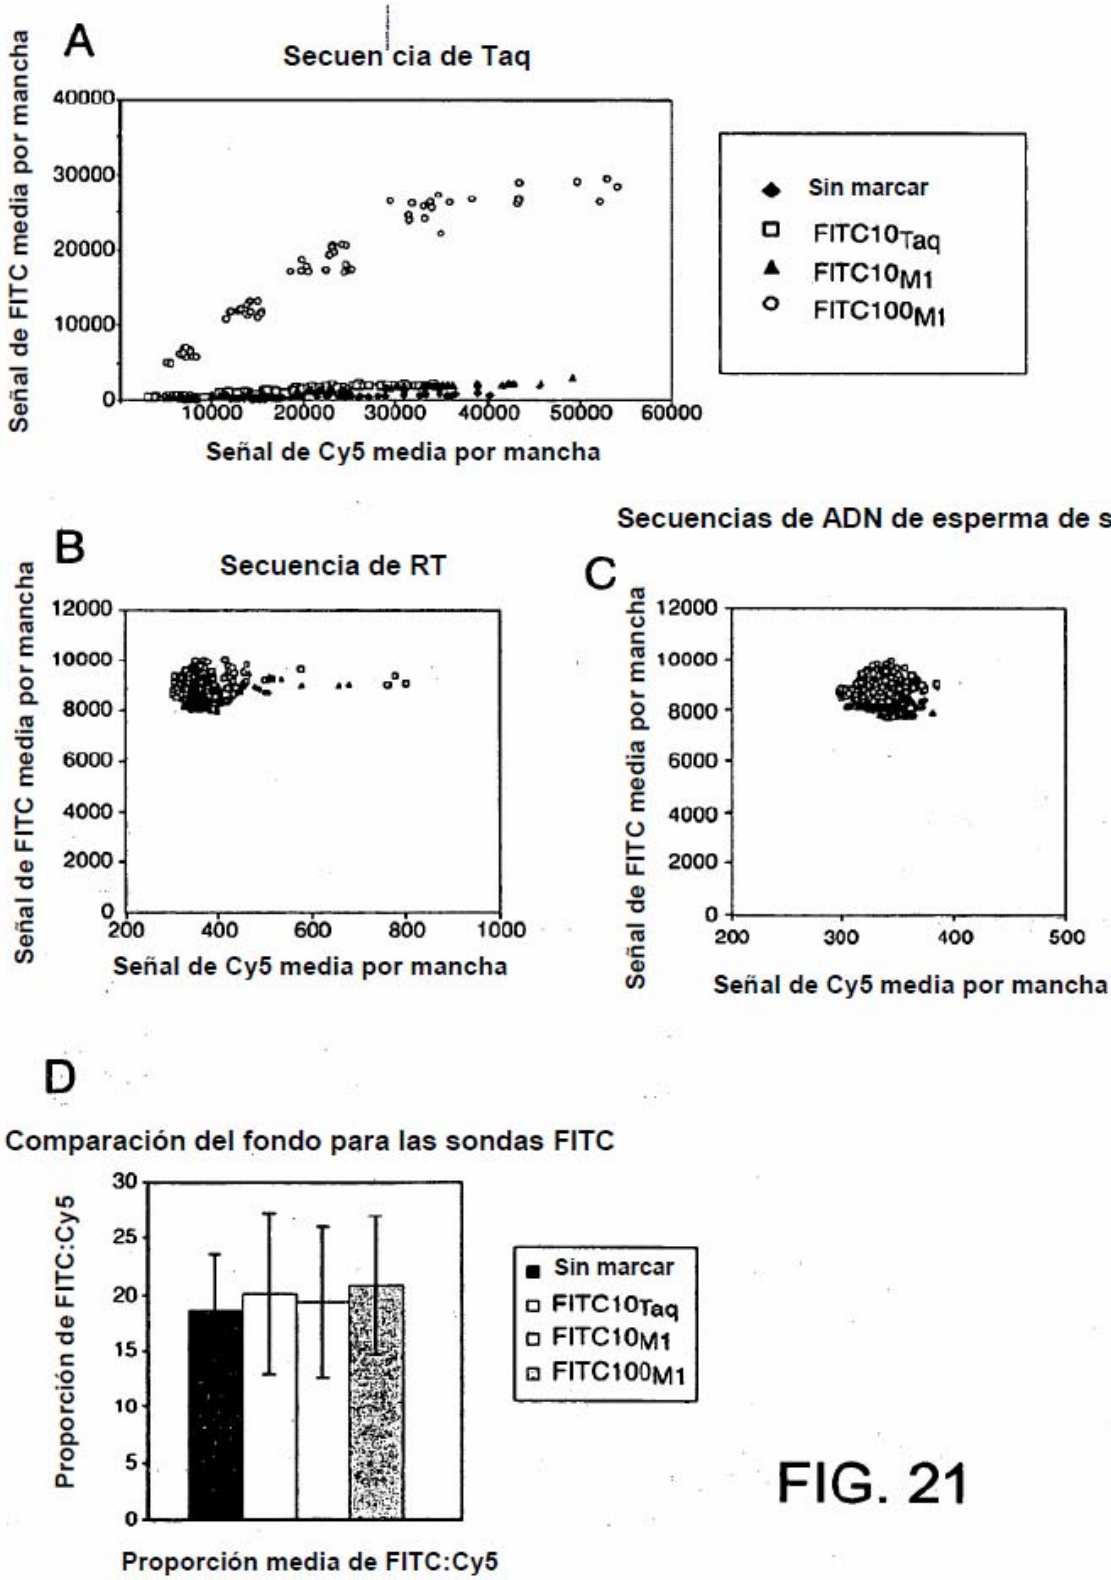 A
Secuen cia de Taq
Señal de FITC media por mancha
40000
30000
20000
10000
0
10000 20000 30000 40000 50000 60000
Señal de Cy5 media por mancha
Sin marcar
FITC10Taq
FITC10M1
FITC100M1
B
Secuencia de RT
Señal de FITC media por mancha
12000
10000
8000
6000
4000
2000
0
200 400 600 800 1000
Señal de Cy5 media por mancha
Secuencias de ADN de esperma de s
C
Señal de FITC media por mancha
12000
10000
8000
6000
4000
2000
0
200 300 400 500
Señal de Cy5 media por mancha
D
Comparación del fondo para las sondas FITC
Proporción de FITC:Cy5
30
25
20
15
10
5
0
Proporción media de FITC:Cy5
Sin marcar
FITC10Taq
FITC10M1
FITC100M1
FIG. 21